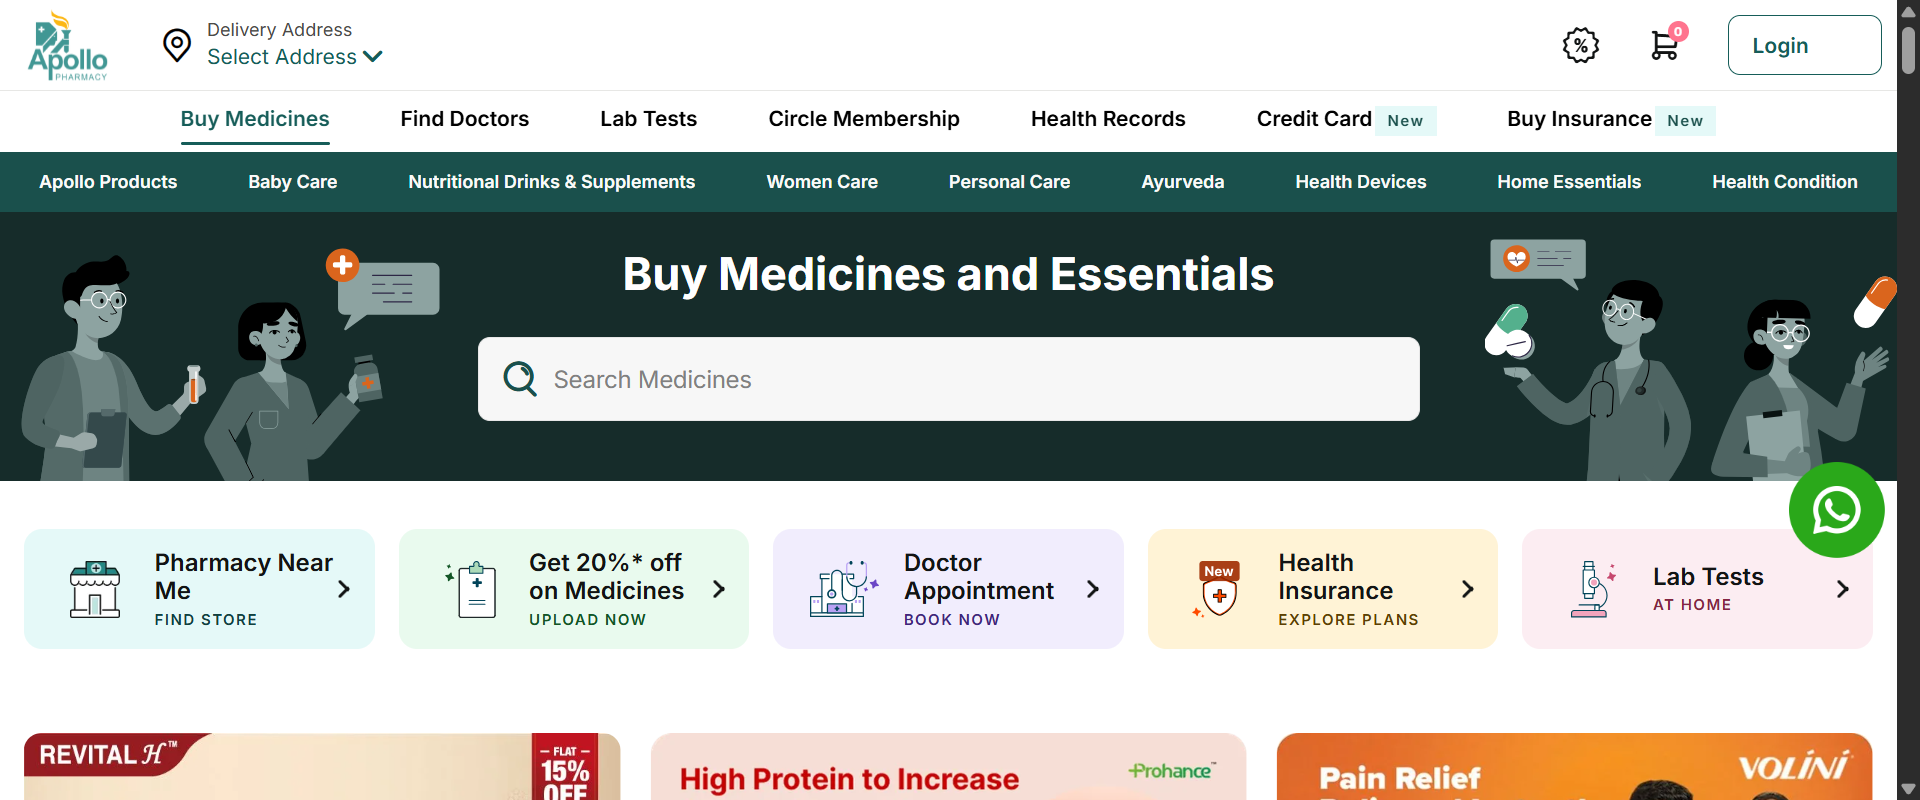 Apollo
PHARMACY
Delivery Address
Select Address
%
0
Login
Buy Medicines
Find Doctors
Lab Tests
Circle Membership
Health Records
Credit Card New
Buy Insurance New
Apollo Products
Baby Care
Nutritional Drinks & Supplements
Women Care
Personal Care
Ayurveda
Health Devices
Home Essentials
Health Condition
Buy Medicines and Essentials
Search Medicines
Pharmacy Near
Me
FIND STORE
Get 20%* off
on Medicines
UPLOAD NOW
Doctor
Appointment
BOOK NOW
New
Health
Insurance
EXPLORE PLANS
Lab Tests
AT HOME
REVITAL H™
FLAT
15%
OFF
High Protein to Increase
Prohance™
Pain Relief
VOLINI